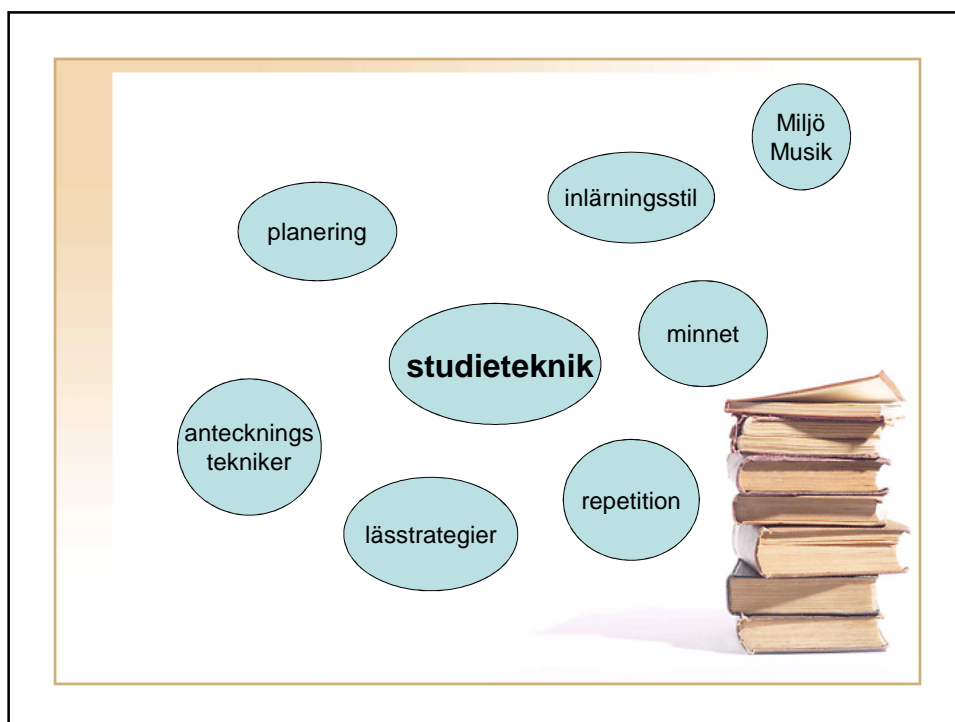 Miljö
Musik
inlärningsstil
planering
minnet
studieteknik
antecknings
tekniker
repetition
lässtrategier